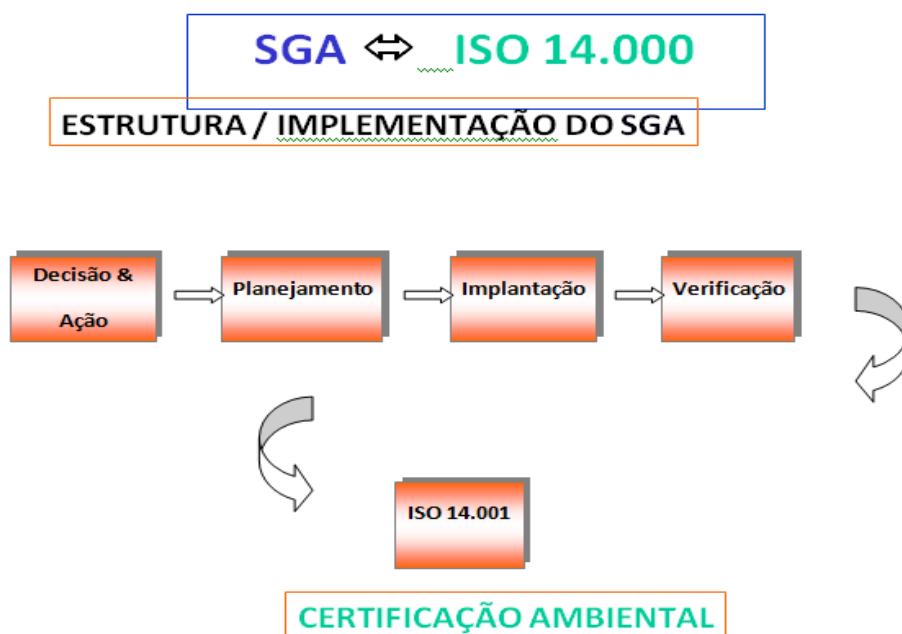 SGA ⇔ ISO 14.000
ESTRUTURA / IMPLEMENTAÇÃO DO SGA
Decisão &
Ação
Planejamento
Implantação
Verificação
ISO 14.001
CERTIFICAÇÃO AMBIENTAL